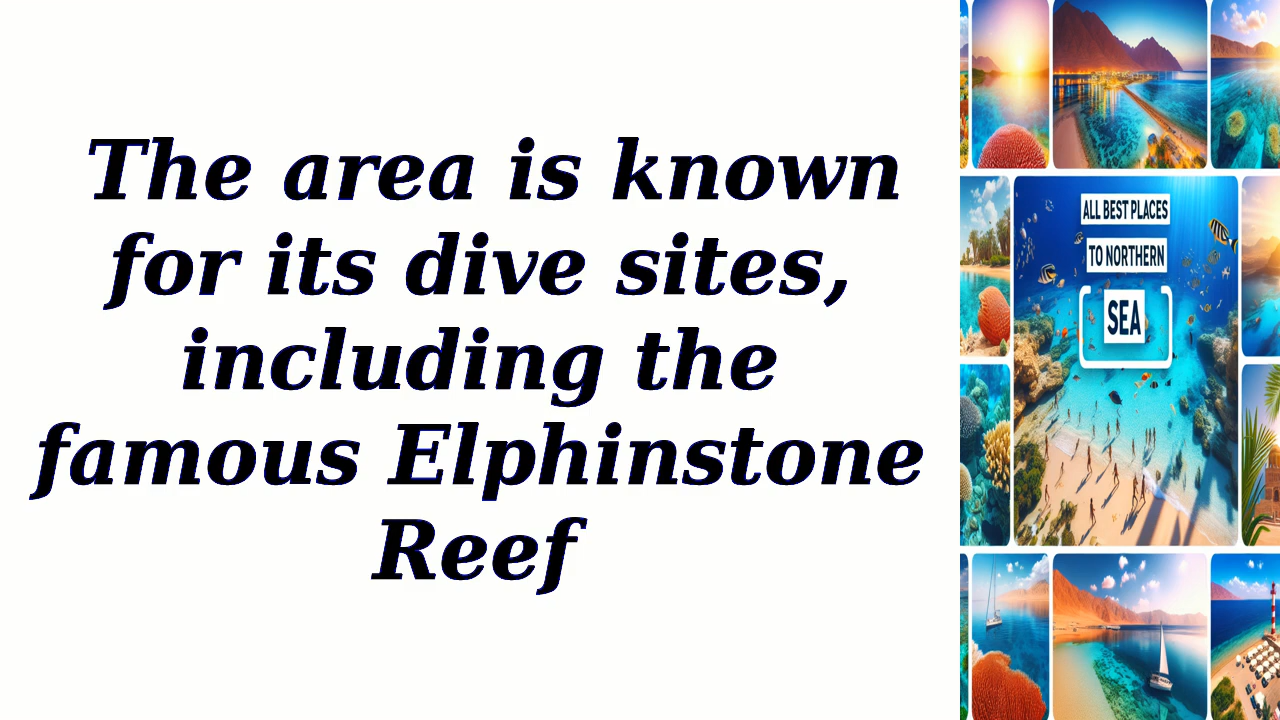 The area is known
for its dive sites,
including the
famous Elphinstone
Reef
ALL BEST PLACES
TO NORTHERN
SEA